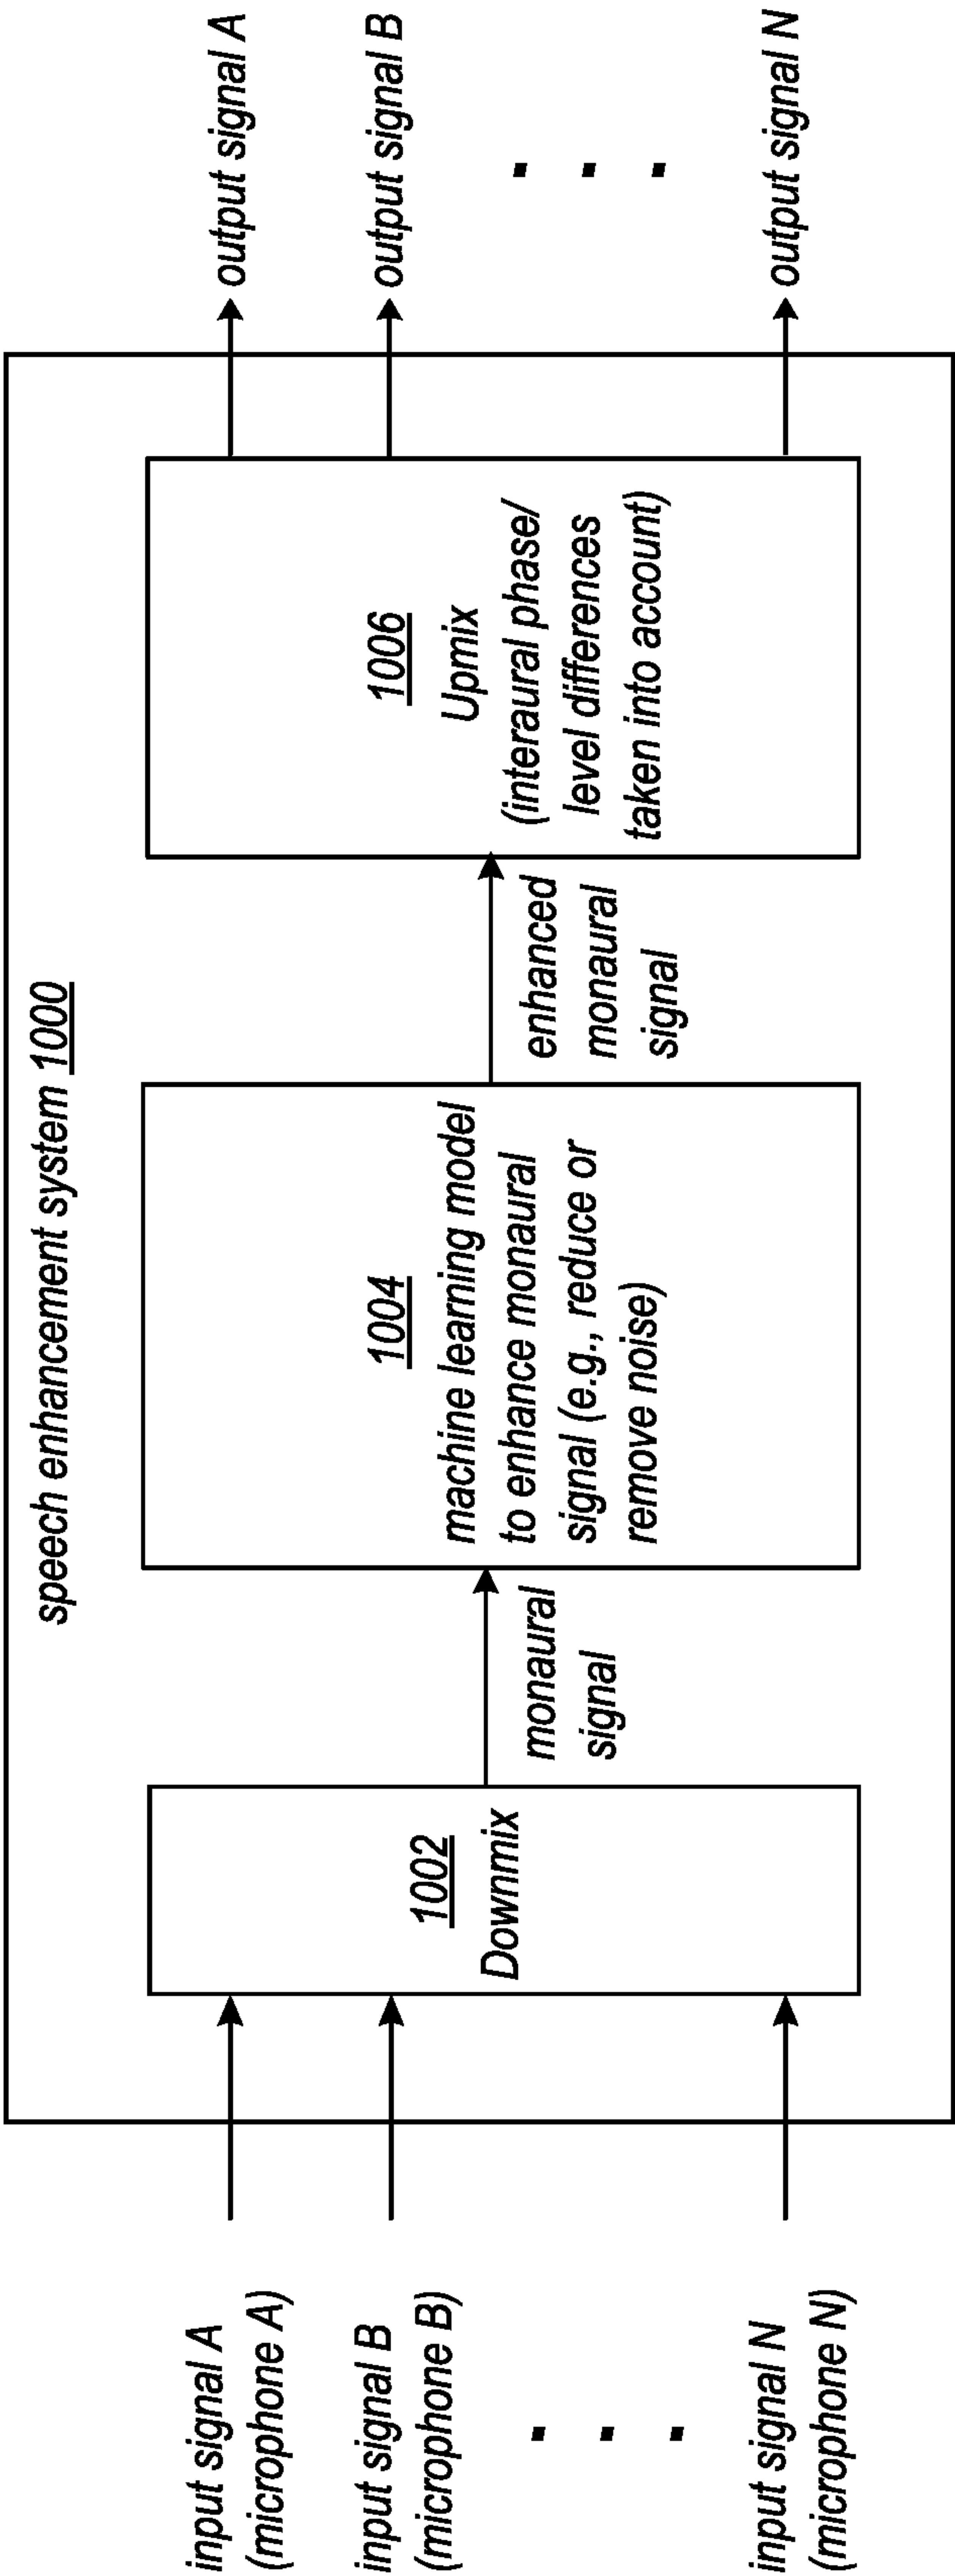 speech enhancement system 1000
input signal A
(microphone A)
input signal B
(microphone B)
. . .
input signal N
(microphone N)
1002
Downmix
monaural
signal
1004
machine learning model
to enhance monaural
signal (e.g., reduce or
remove noise)
enhanced
monaural
signal
1006
Upmix
(interaural phase/
level differences
taken into account)
output signal A
output signal B
. . .
output signal N